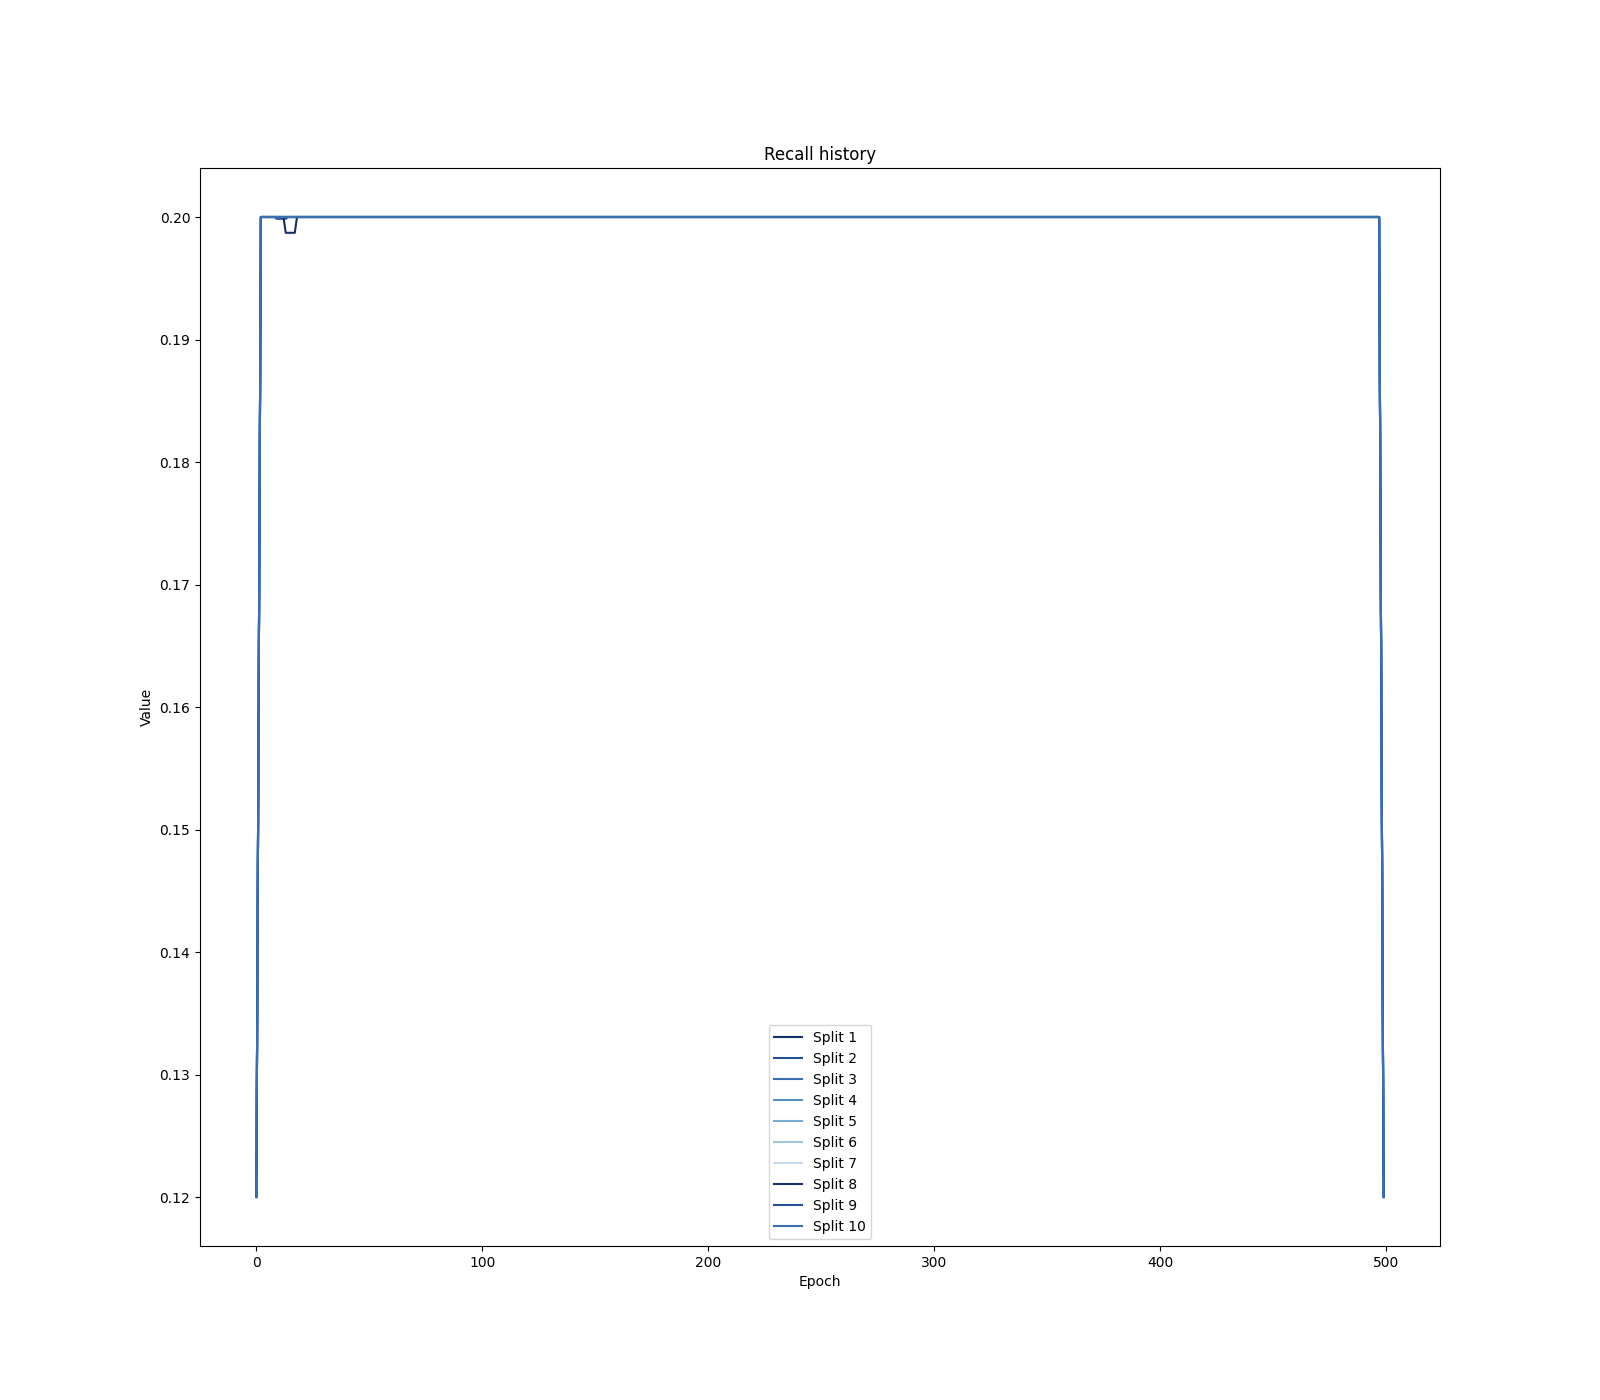 Recall history
0.20
0.19
0.18
0.17
0.16
0.15
0.14
0.13
0.12
Value
Split 1
Split 2
Split 3
Split 4
Split 5
Split 6
Split 7
Split 8
Split 9
Split 10
0 100 200 300 400 500
Epoch